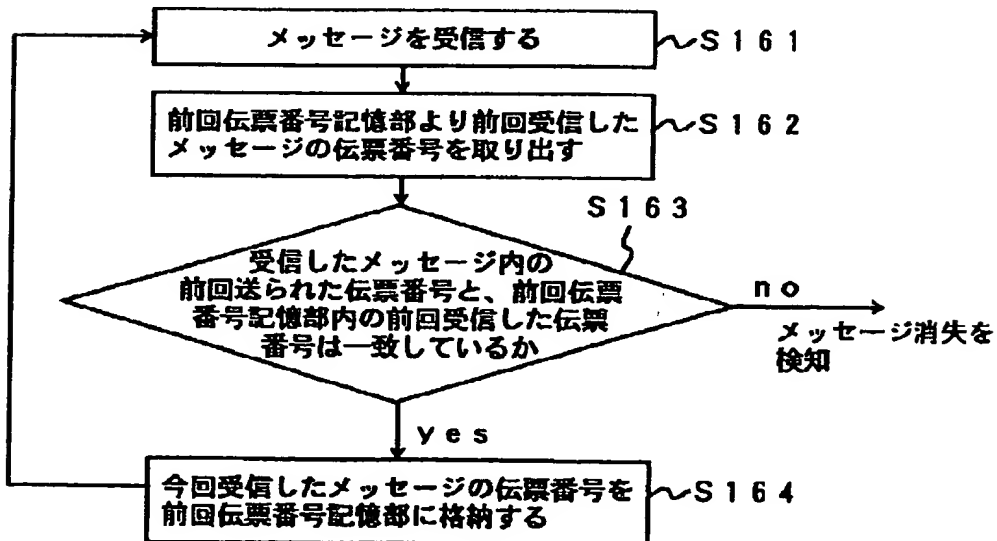 メッセージを受信する
S161
前回伝票番号記憶部より前回受信した
メッセージの伝票番号を取り出す
S162
S163
受信したメッセージ内の
前回送られた伝票番号と、前回伝票
番号記憶部内の前回受信した伝票
番号は一致しているか
no
メッセージ消失を
検知
yes
今回受信したメッセージの伝票番号を
前回伝票番号記憶部に格納する
S164